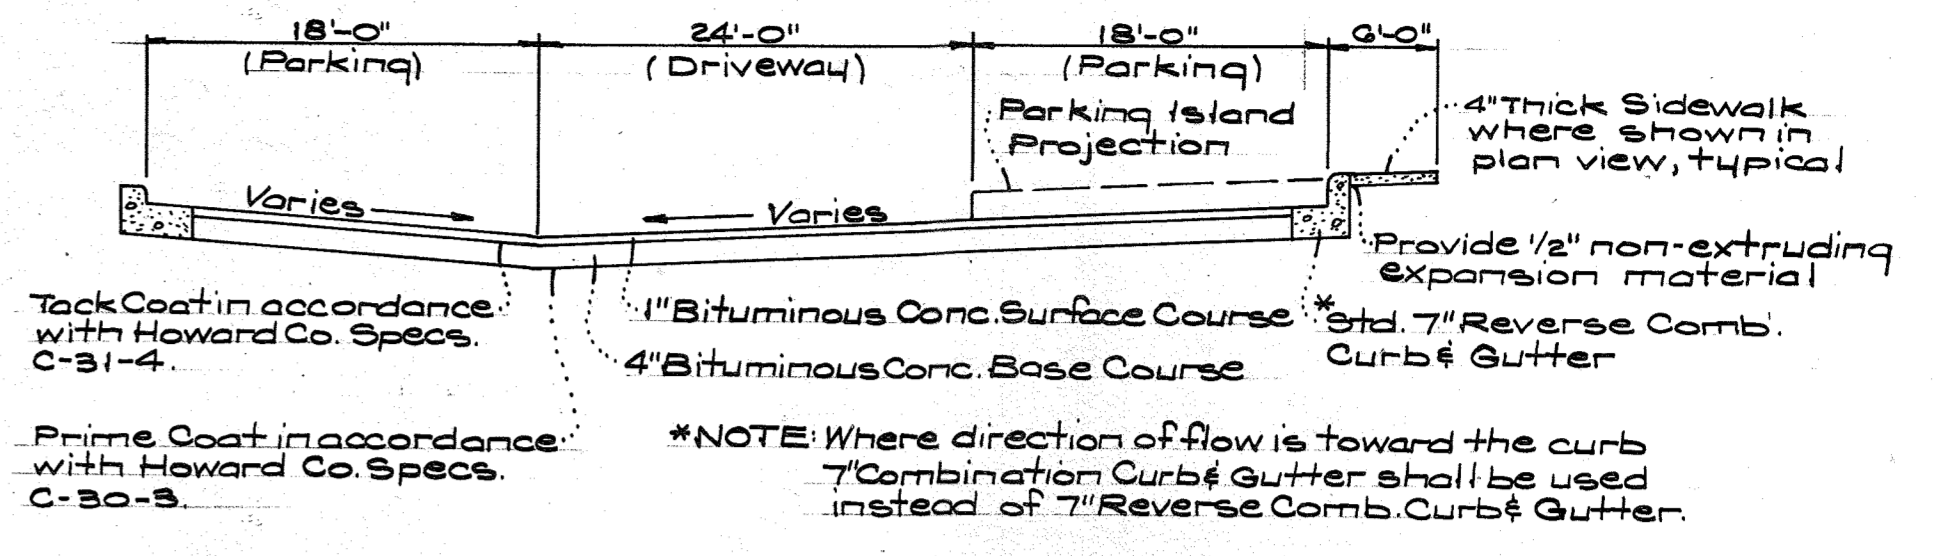 18'-0" 24'-0" 18'-0" 6'-0"
(Parking) (Driveway) (Parking)
Parking Island
Projection
4" Thick Sidewalk
where shown in
plan view, typical
Varies Varies
Provide 1/2" non-extruding
expansion material
Tack Coat in accordance
with Howard Co. Specs.
C-31-4.
1" Bituminous Conc. Surface Course
4" Bituminous Conc. Base Course
*Std. 7" Reverse Comb.
Curb & Gutter
Prime Coat in accordance
with Howard Co. Specs.
C-30-3.
*NOTE: Where direction of flow is toward the curb
7" Combination Curb & Gutter shall be used
instead of 7" Reverse Comb. Curb & Gutter.